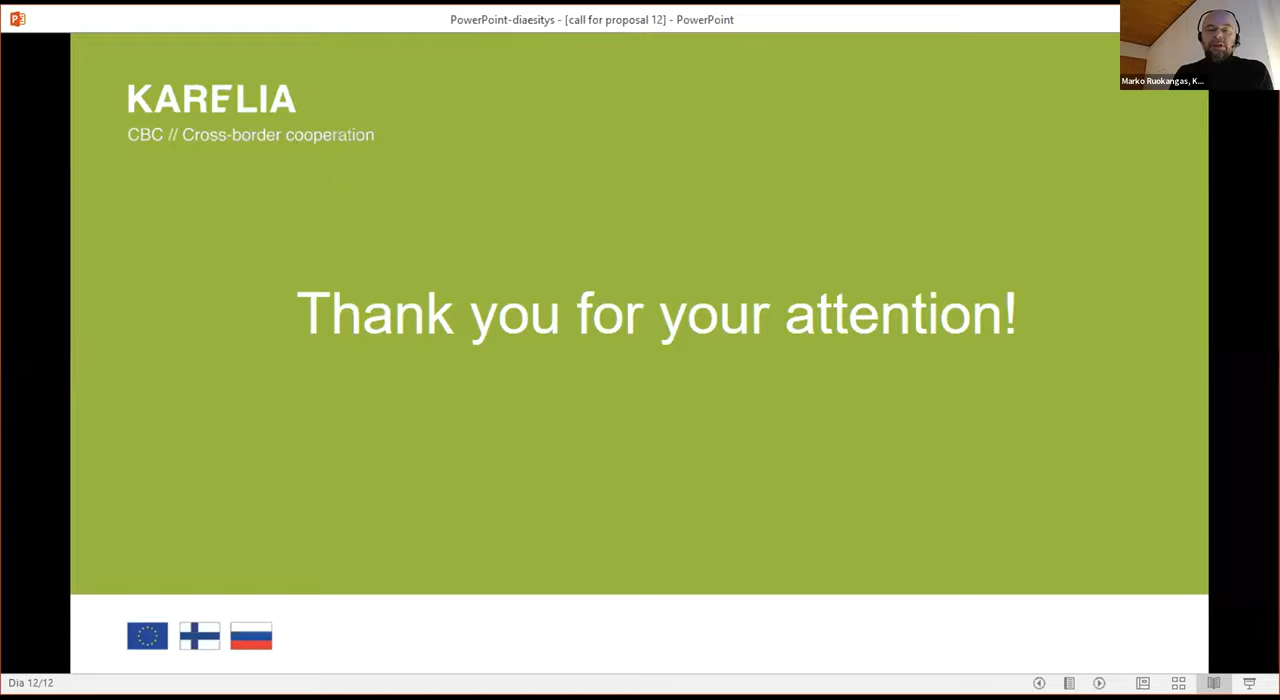 PowerPoint-diaesitys - [call for proposal 12] - PowerPoint
Marko Ruokangas, K...
KARELIA
CBC // Cross-border cooperation
Thank you for your attention!
Dia 12/12